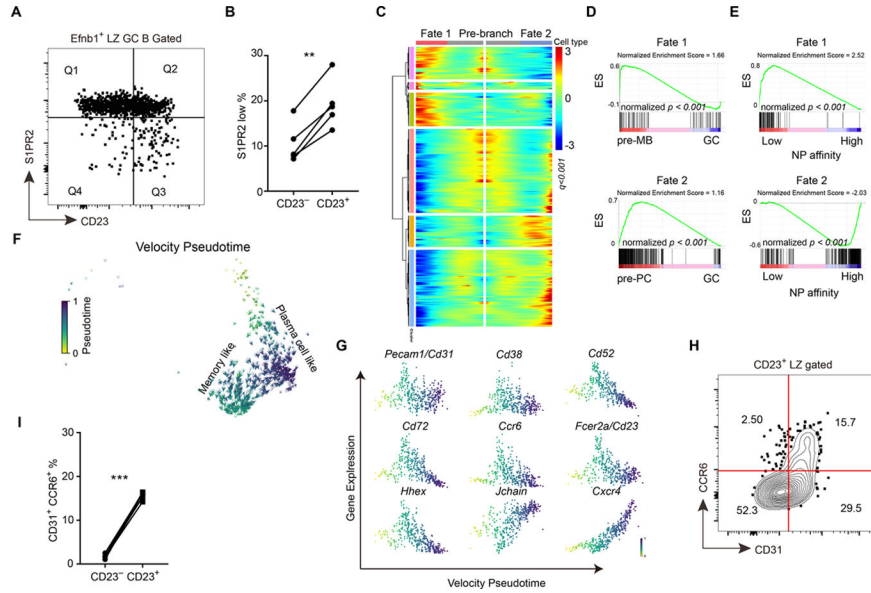 A
Efnb1+ LZ GC B Gated
Q1
Q2
Q4
Q3
S1PR2
CD23
B
**
S1PR2 low %
30
20
10
0
CD23−
CD23+
C
Fate 1
Pre-branch
Fate 2
Cell type
3
0
-3
q<0.001
D
Fate 1
Normalized Enrichment Score = 1.66
ES
0.6
-0.1
normalized p < 0.001
pre-MB
GC
Fate 2
Normalized Enrichment Score = 1.16
ES
0.7
0
normalized p < 0.001
pre-PC
GC
E
Fate 1
Normalized Enrichment Score = 2.52
ES
0.8
0
normalized p < 0.001
Low
High
NP affinity
Fate 2
Normalized Enrichment Score = -2.03
ES
0
-0.6
normalized p < 0.001
Low
High
NP affinity
F
Velocity Pseudotime
1
0
Pseudotime
Memory like
Plasma cell like
G
Pecam1/Cd31
Cd38
Cd52
Cd72
Ccr6
Fcer2a/Cd23
Hhex
Jchain
Cxcr4
Gene Expression
Velocity Pseudotime
H
CD23+ LZ gated
2.50
15.7
52.3
29.5
CCR6
CD31
I
***
CD31+ CCR6+ %
30
20
10
0
CD23−
CD23+